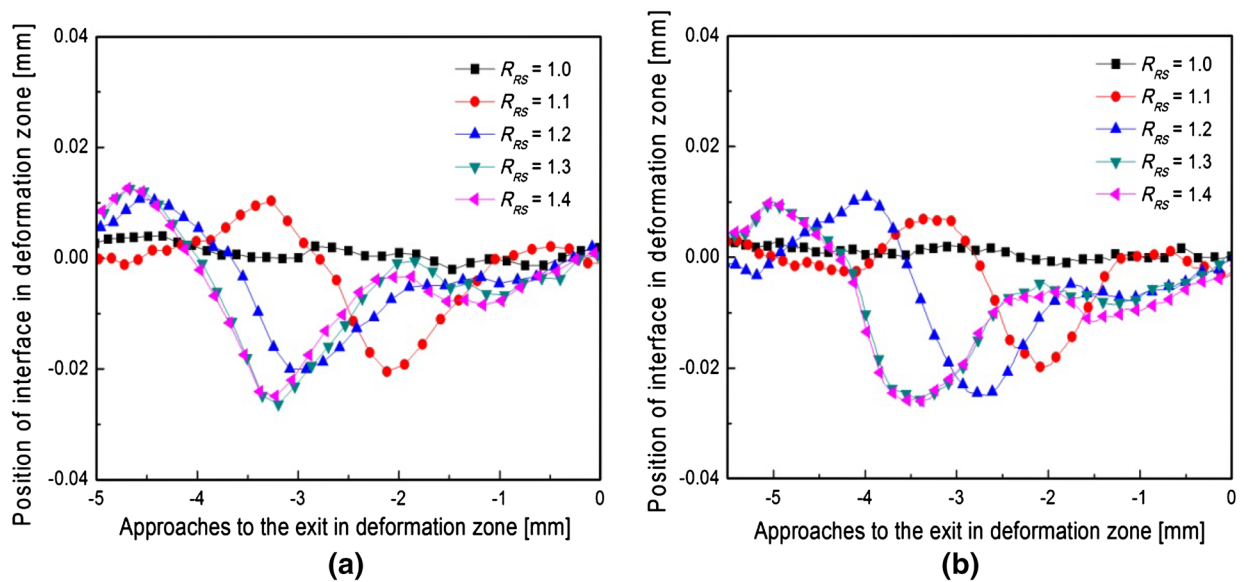 Position of interface in deformation zone [mm]
0.04
0.02
0.00
-0.02
-0.04
R_RS = 1.0
R_RS = 1.1
R_RS = 1.2
R_RS = 1.3
R_RS = 1.4
-5 -4 -3 -2 -1 0
Approaches to the exit in deformation zone [mm]
(a)
Position of interface in deformation zone [mm]
0.04
0.02
0.00
-0.02
-0.04
R_RS = 1.0
R_RS = 1.1
R_RS = 1.2
R_RS = 1.3
R_RS = 1.4
-5 -4 -3 -2 -1 0
Approaches to the exit in deformation zone [mm]
(b)